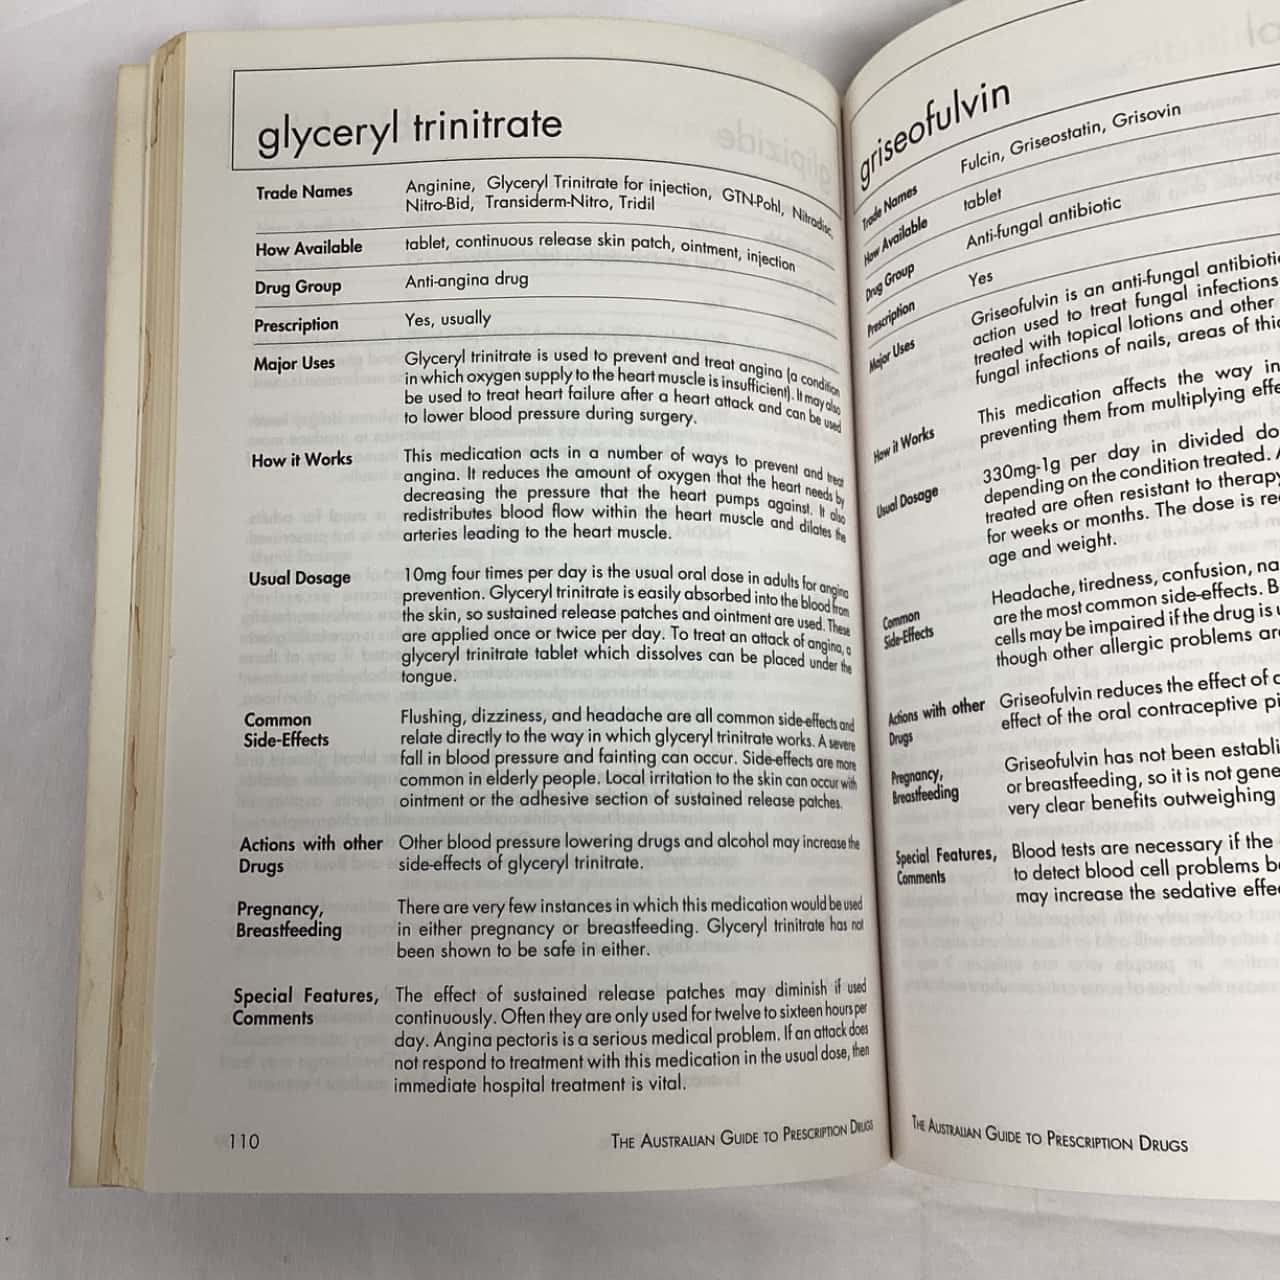 glyceryl trinitrate
Trade Names
Anginine, Glyceryl Trinitrate for injection, GTN-Pohl, Nitradisc,
Nitro-Bid, Transiderm-Nitro, Tridil
How Available
tablet, continuous release skin patch, ointment, injection
Drug Group
Anti-angina drug
Prescription
Yes, usually
Major Uses
Glyceryl trinitrate is used to prevent and treat angina (a condition
in which oxygen supply to the heart muscle is insufficient). It may also
be used to treat heart failure after a heart attack and can be used
to lower blood pressure during surgery.
How it Works
This medication acts in a number of ways to prevent and treat
angina. It reduces the amount of oxygen that the heart needs by
decreasing the pressure that the heart pumps against. It also
redistributes blood flow within the heart muscle and dilates the
arteries leading to the heart muscle.
Usual Dosage
10mg four times per day is the usual oral dose in adults for angina
prevention. Glyceryl trinitrate is easily absorbed into the blood from
the skin, so sustained release patches and ointment are used. These
are applied once or twice per day. To treat an attack of angina, a
glyceryl trinitrate tablet which dissolves can be placed under the
tongue.
Common
Side-Effects
Flushing, dizziness, and headache are all common side-effects and
relate directly to the way in which glyceryl trinitrate works. A severe
fall in blood pressure and fainting can occur. Side-effects are more
common in elderly people. Local irritation to the skin can occur with
ointment or the adhesive section of sustained release patches.
Actions with other
Drugs
Other blood pressure lowering drugs and alcohol may increase the
side-effects of glyceryl trinitrate.
Pregnancy,
Breastfeeding
There are very few instances in which this medication would be used
in either pregnancy or breastfeeding. Glyceryl trinitrate has not
been shown to be safe in either.
Special Features,
Comments
The effect of sustained release patches may diminish if used
continuously. Often they are only used for twelve to sixteen hours per
day. Angina pectoris is a serious medical problem. If an attack does
not respond to treatment with this medication in the usual dose, then
immediate hospital treatment is vital.
110
THE AUSTRALIAN GUIDE TO PRESCRIPTION DRUGS
griseofulvin
Trade Names
Fulcin, Griseostatin, Grisovin
How Available
tablet
Drug Group
Anti-fungal antibiotic
Prescription
Yes
Major Uses
Griseofulvin is an anti-fungal
action used to treat fungal infections
treated with topical lotions and other
fungal infections of nails, areas of
How it Works
This medication affects the way in
preventing them from multiplying
Usual Dosage
330mg-1g per day in divided
depending on the condition treated.
treated are often resistant to therapy
for weeks or months. The dose is
age and weight.
Common
Side-Effects
Headache, tiredness, confusion,
are the most common side-effects.
cells may be impaired if the drug is
though other allergic problems
Actions with other
Drugs
Griseofulvin reduces the effect of
effect of the oral contraceptive
Pregnancy,
Breastfeeding
Griseofulvin has not been
or breastfeeding, so it is not
very clear benefits outweighing
Special Features,
Comments
Blood tests are necessary if the
to detect blood cell problems
may increase the sedative
THE AUSTRALIAN GUIDE TO PRESCRIPTION DRUGS